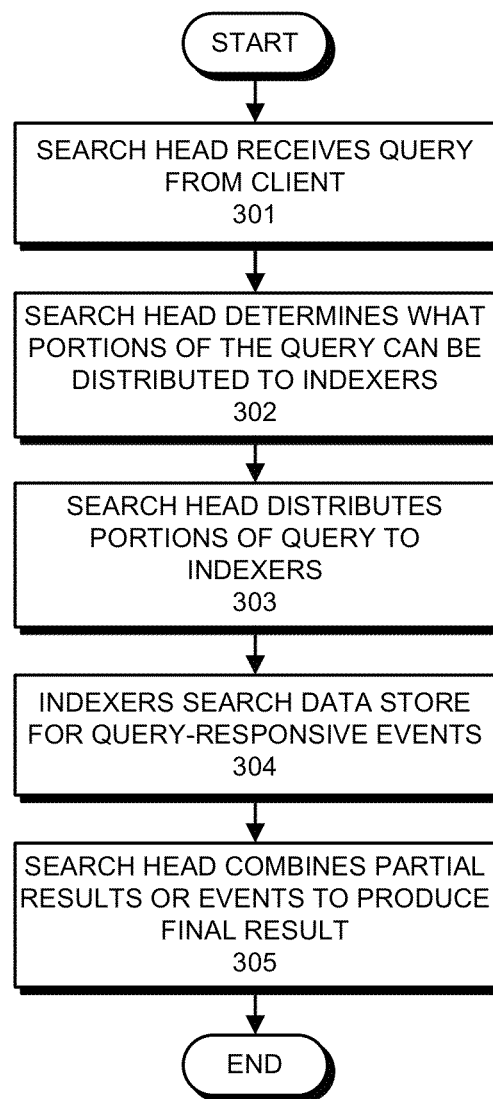 START
SEARCH HEAD RECEIVES QUERY
FROM CLIENT
301
SEARCH HEAD DETERMINES WHAT
PORTIONS OF THE QUERY CAN BE
DISTRIBUTED TO INDEXERS
302
SEARCH HEAD DISTRIBUTES
PORTIONS OF QUERY TO
INDEXERS
303
INDEXERS SEARCH DATA STORE
FOR QUERY-RESPONSIVE EVENTS
304
SEARCH HEAD COMBINES PARTIAL
RESULTS OR EVENTS TO PRODUCE
FINAL RESULT
305
END